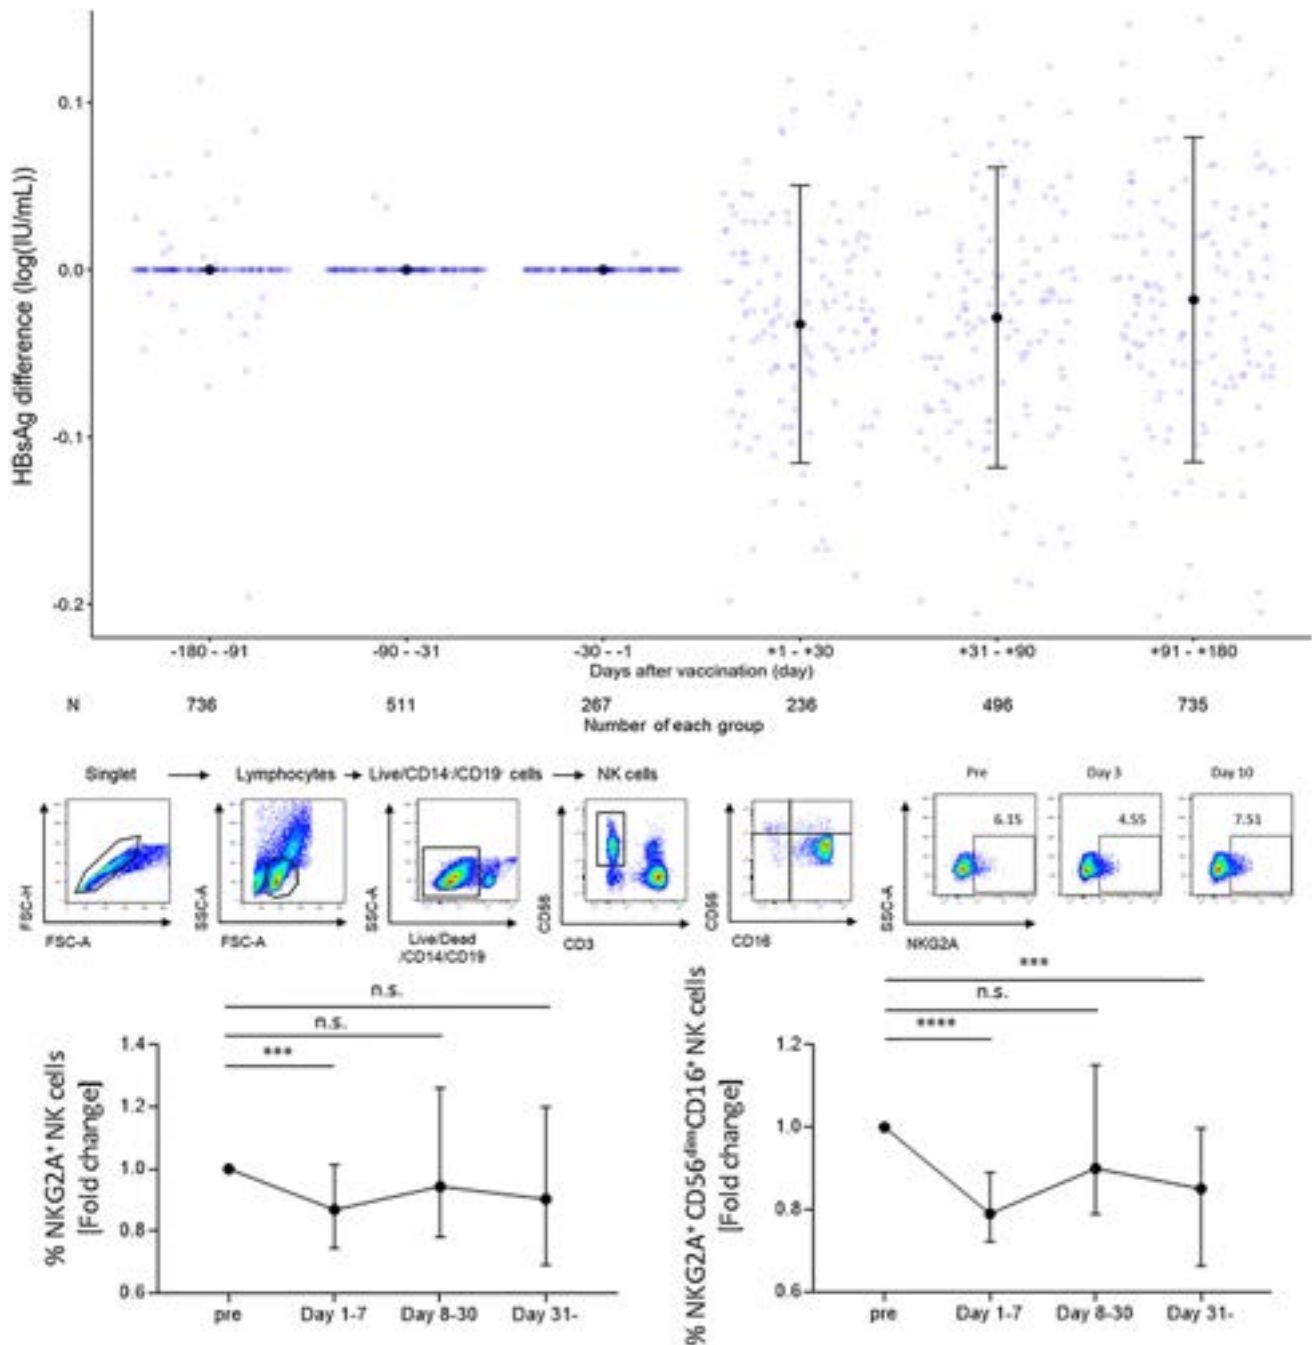 HBsAg difference (log(IU/mL))
0.1
0.0
-0.1
-0.2
-180 - -91 -90 - -31 -30 - -1 +1 - +30 +31 - +90 +91 - +180
Days after vaccination (day)
N 736 511 267 236 496 735
Number of each group
Singlet Lymphocytes Live/CD14-/CD19- cells NK cells Pre Day 3 Day 10
6.15 4.55 7.51
FSC-H SSC-A SSC-A CD56 CD56 SSC-A
FSC-A FSC-A Live/Dead CD3 CD16 NKG2A
/CD14/CD19
% NKG2A+ NK cells
[Fold change]
n.s.
n.s.
***
1.4
1.2
1.0
0.8
0.6
pre Day 1-7 Day 8-30 Day 31-
% NKG2A+ CD56dimCD16+ NK cells
[Fold change]
***
n.s.
****
1.2
1.0
0.8
0.6
pre Day 1-7 Day 8-30 Day 31-